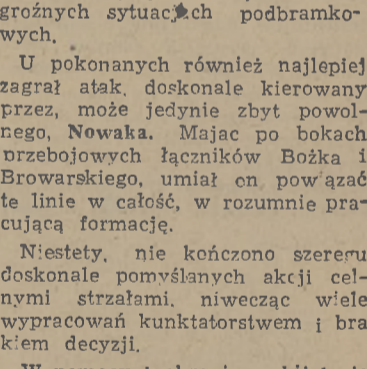 groźnych sytuacjach podbramko-
wych.
U pokonanych również najlepiej
zagrał atak, doskonale kierowany
przez, może jedynie zbyt powol-
nego, Nowaka. Majac po bokach
przebojowych łączników Bożka i
Browarskiego, umiał on powiązać
te linie w całość, w rozumnie pra-
cującą formację.
Niestety, nie kończono szeregu
doskonale pomyślanych akcji cel-
nymi strzałami, niwecząc wiele
wypracowań kunktatorstwem i bra
kiem decyzji.